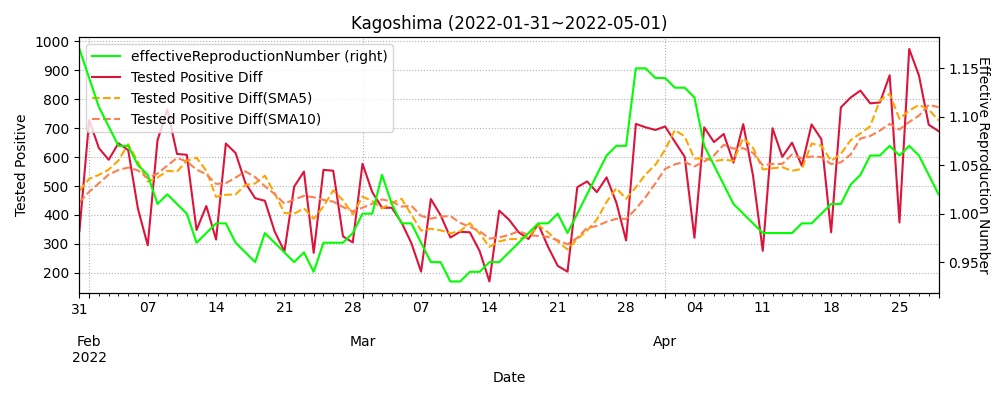 Kagoshima (2022-01-31~2022-05-01)
effectiveReproductionNumber (right)
Tested Positive Diff
Tested Positive Diff(SMA5)
Tested Positive Diff(SMA10)
Tested Positive
1000
900
800
700
600
500
400
300
200
1.15
1.10
1.05
1.00
0.95
Effective Reproduction Number
31 07 14 21 28 07 14 21 28 04 11 18 25
Feb Mar Apr
2022
Date